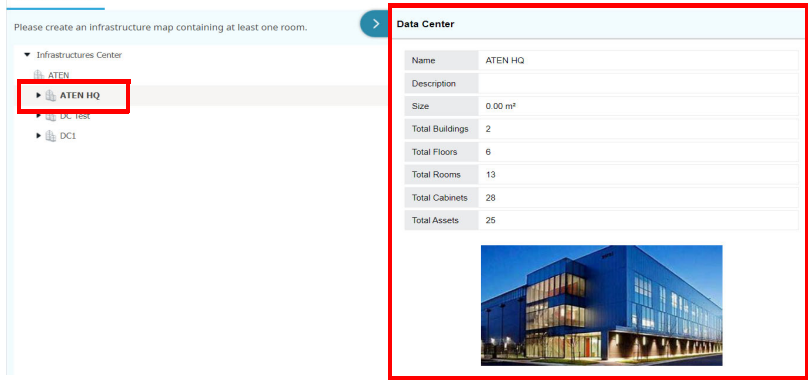 Please create an infrastructure map containing at least one room.
Infrastructures Center
ATEN
ATEN HQ
DC Test
DC1
Data Center
Name ATEN HQ
Description
Size 0.00 m²
Total Buildings 2
Total Floors 6
Total Rooms 13
Total Cabinets 28
Total Assets 25